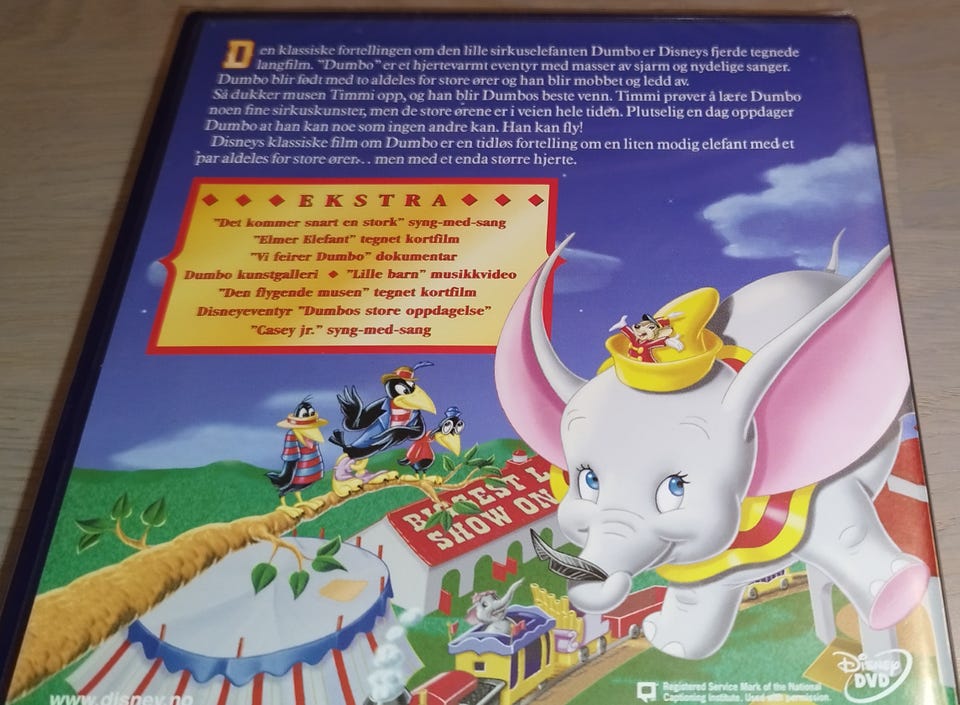 Den klassiske fortellingen om den lille sirkuselefanten Dumbo er Disneys fjerde tegnede
langfilm. "Dumbo" er et hjertevarmt eventyr med masser av sjarm og nydelige sanger.
Dumbo blir født med to aldeles for store ører og han blir mobbet og ledd av.
Så dukker musen Timmi opp, og han blir Dumbos beste venn. Timmi prøver å lære Dumbo
noen fine sirkuskunster, men de store ørene er i veien hele tiden. Plutselig en dag oppdager
Dumbo at han kan noe som ingen andre kan. Han kan fly!
Disneys klassiske film om Dumbo er en tidløs fortelling om en liten modig elefant med et
par aldeles for store ører... men med et enda større hjerte.
EKSTRA
"Det kommer snart en stork" syng-med-sang
"Elmer Elefant" tegnet kortfilm
"Vi feirer Dumbo" dokumentar
Dumbo kunstgalleri ◆ "Lille barn" musikkvideo
"Den flygende musen" tegnet kortfilm
Disneyeventyr "Dumbos store oppdagelse"
"Casey jr." syng-med-sang
BIGGEST L
SHOW ON
www.disney.no
Registered Service Mark of the National
Captioning Institute. Used with permission.
Disney
DVD